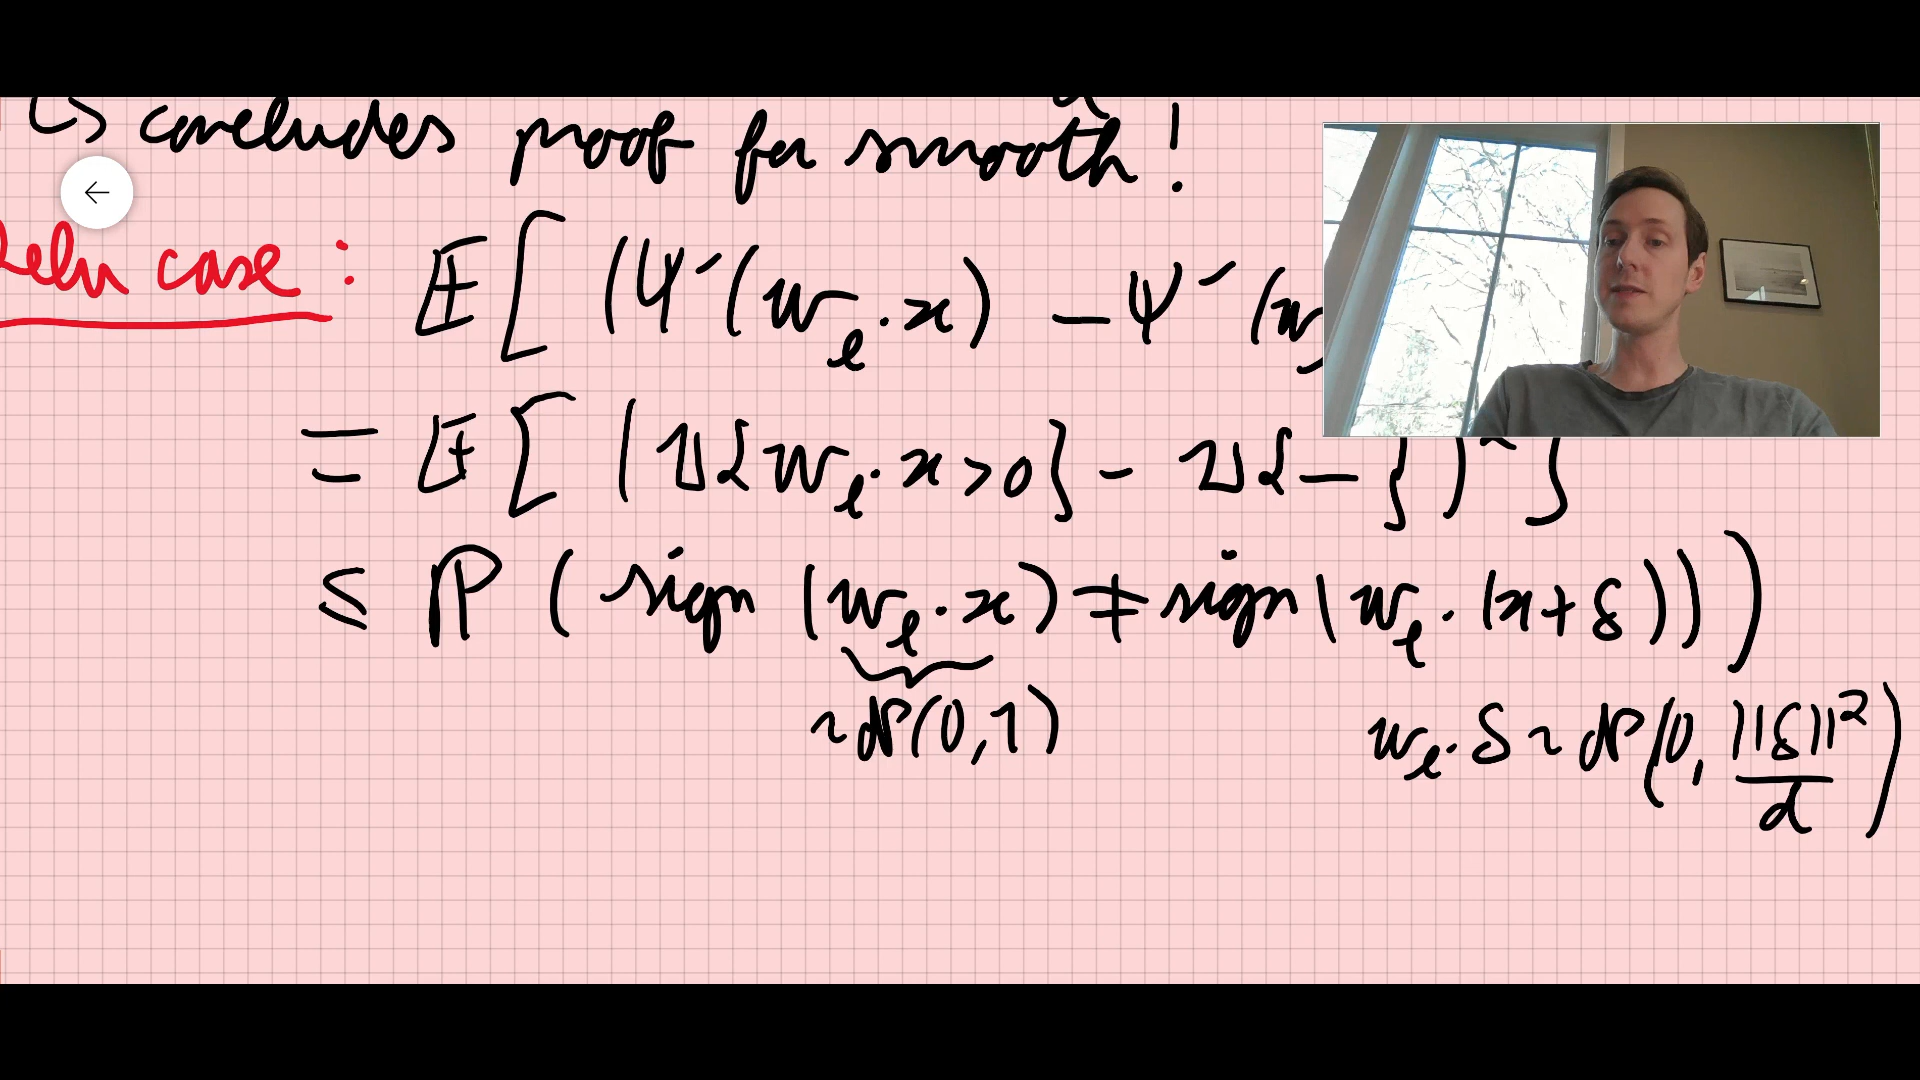 ↳ concludes proof for smooth!
Relu case: 𝔼[(ψ'(w_ℓ·x) − ψ'(w
= 𝔼[(𝟙{w_ℓ·x>0} − 𝟙{—})²]
≤ ℙ(sign(w_ℓ·x) ≠ sign(w_ℓ·(x+δ)))
~𝒩(0,1) w_ℓ·δ ~ 𝒩(0, ||δ||²/d)